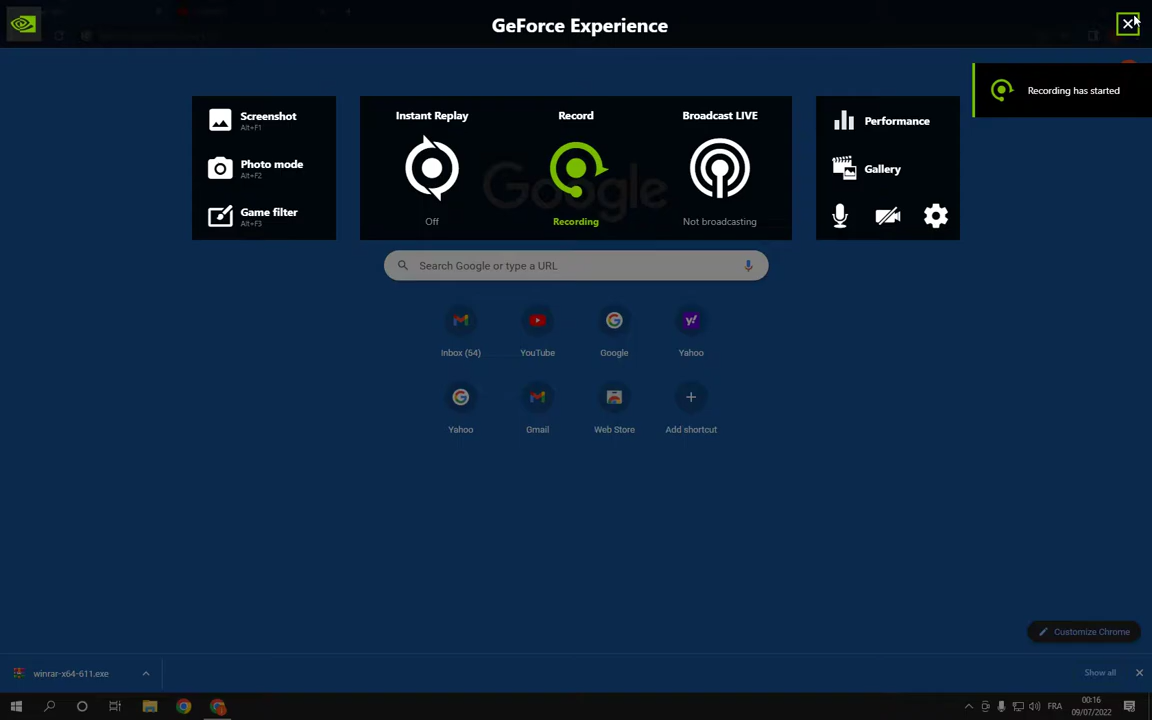 GeForce Experience
Recording has started
Screenshot
Alt+F1
Photo mode
Alt+F2
Game filter
Alt+F3
Instant Replay
Off
Record
Recording
Broadcast LIVE
Not broadcasting
Performance
Gallery
Google
Search Google or type a URL
Inbox (54)
YouTube
Google
Yahoo
Yahoo
Gmail
Web Store
Add shortcut
Customize Chrome
winrar-x64-611.exe
Show all
FRA
00:16
09/07/2022